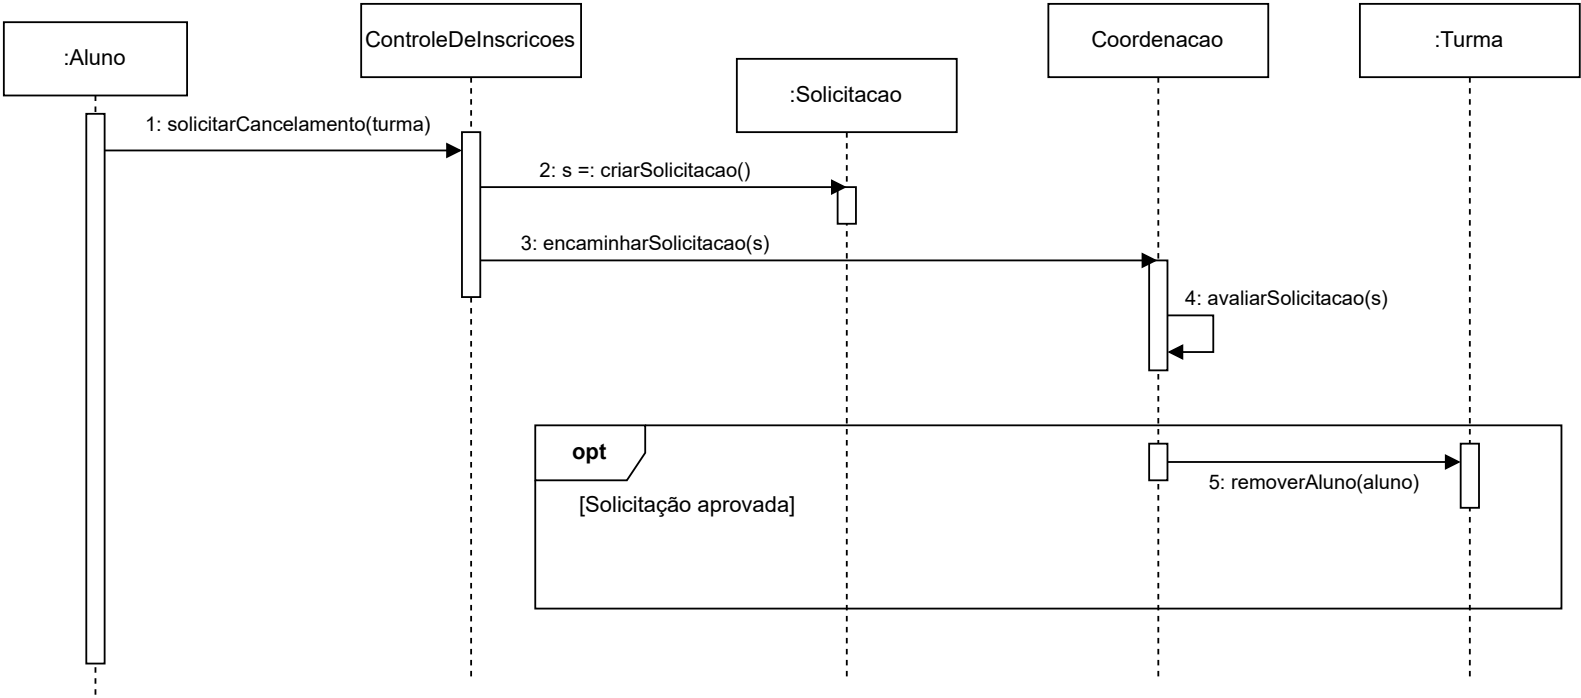 :Aluno
ControleDeInscricoes
:Solicitacao
Coordenacao
:Turma
1: solicitarCancelamento(turma)
2: s =: criarSolicitacao()
3: encaminharSolicitacao(s)
4: avaliarSolicitacao(s)
opt
[Solicitação aprovada]
5: removerAluno(aluno)